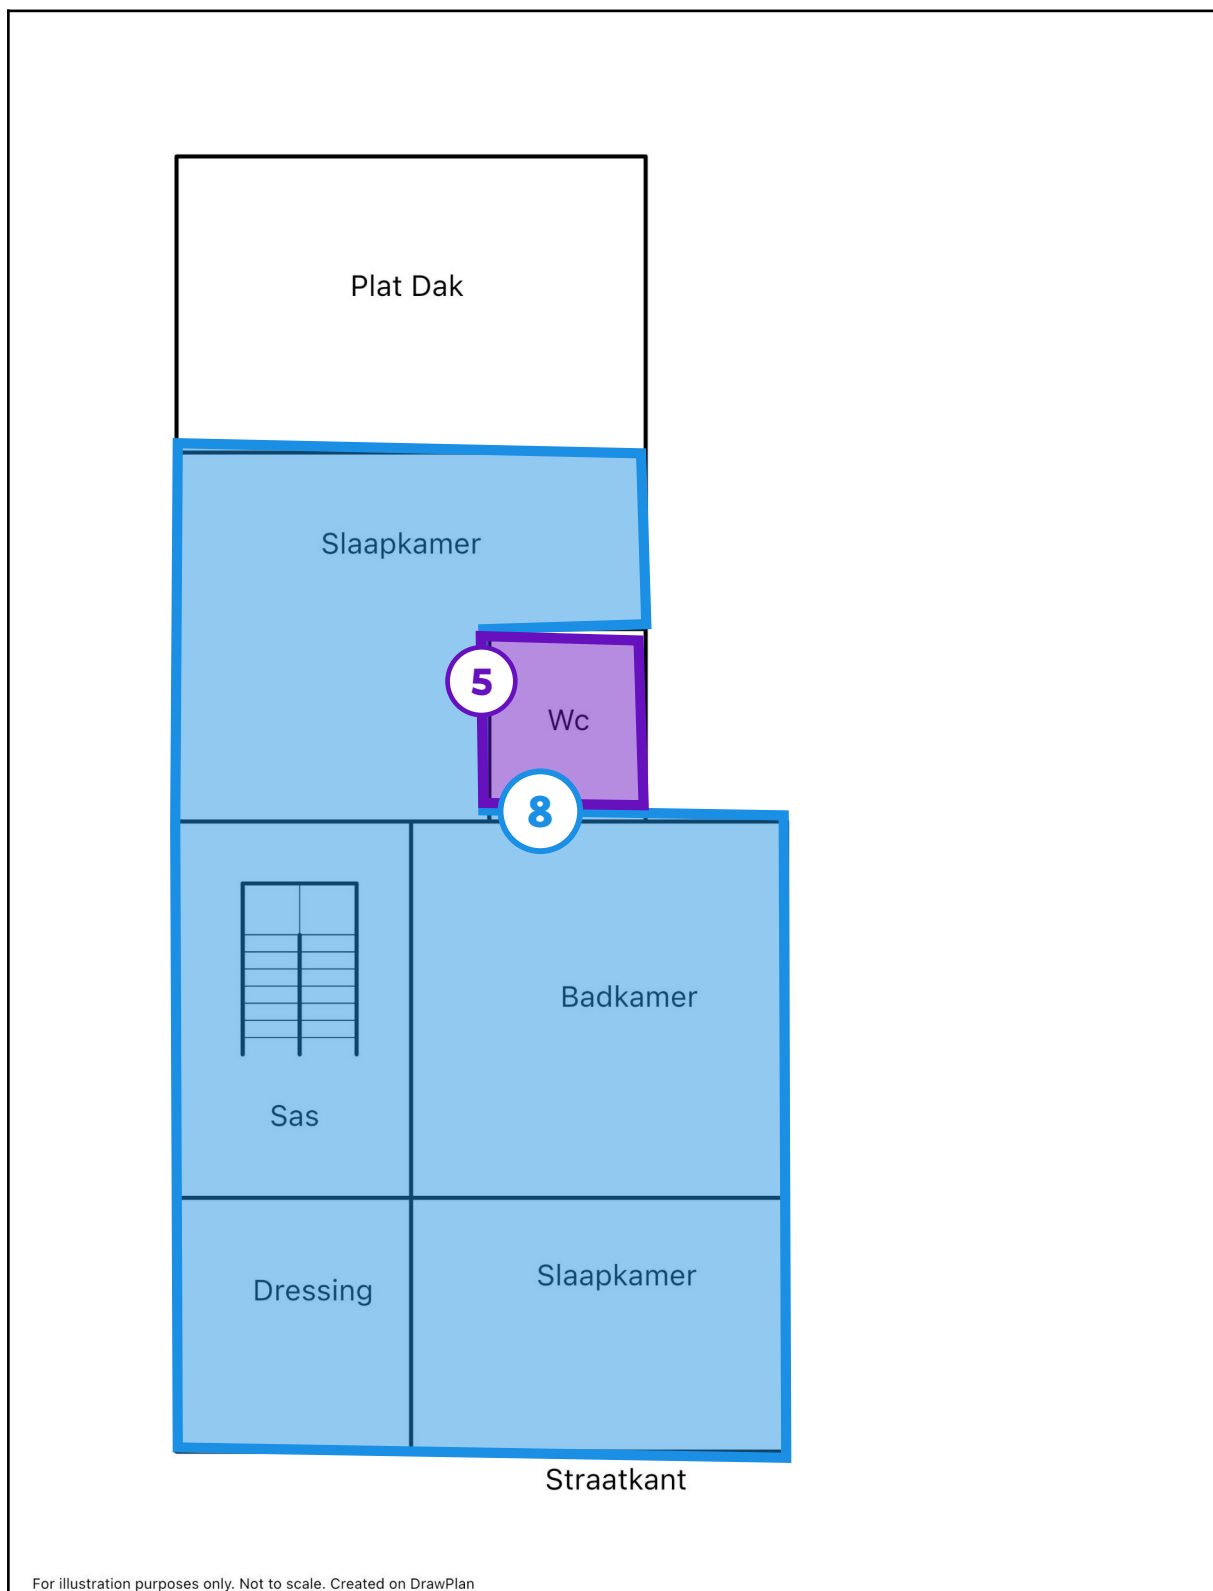 Plat Dak
Slaapkamer
5
Wc
8
Badkamer
Sas
Slaapkamer
Dressing
Straatkant
For illustration purposes only. Not to scale. Created on DrawPlan